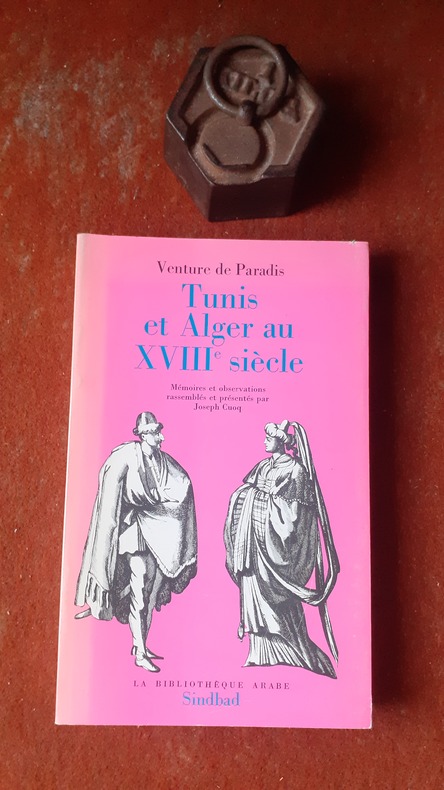 Venture de Paradis
Tunis
et Alger au
XVIIIe siècle
Mémoires et observations
rassemblés et présentés par
Joseph Cuoq
LA BIBLIOTHÈQUE ARABE
Sindbad